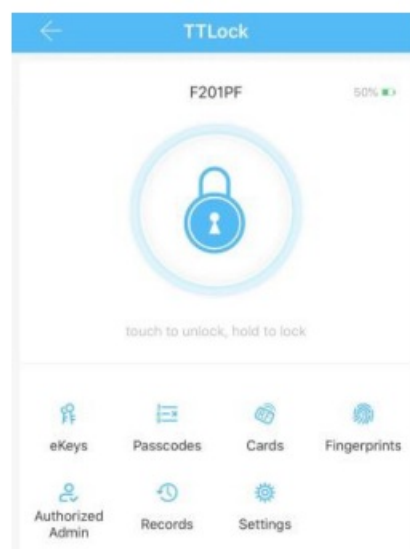 TTLock
F201PF 50%
touch to unlock, hold to lock
eKeys Passcodes Cards Fingerprints
Authorized Admin Records Settings